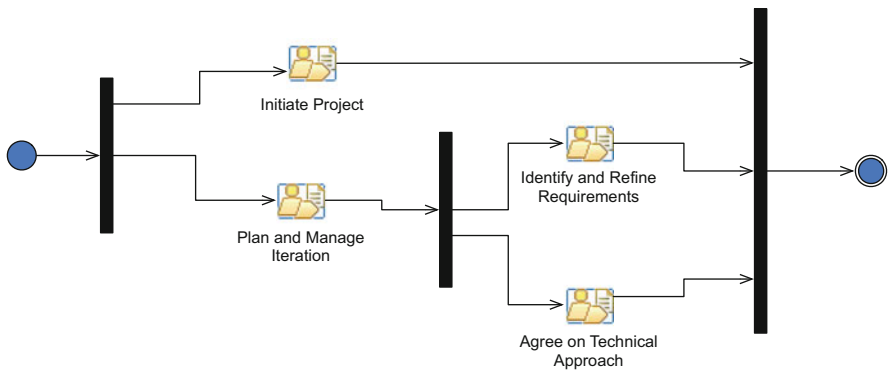 Initiate Project
Identify and Refine
Requirements
Plan and Manage
Iteration
Agree on Technical
Approach